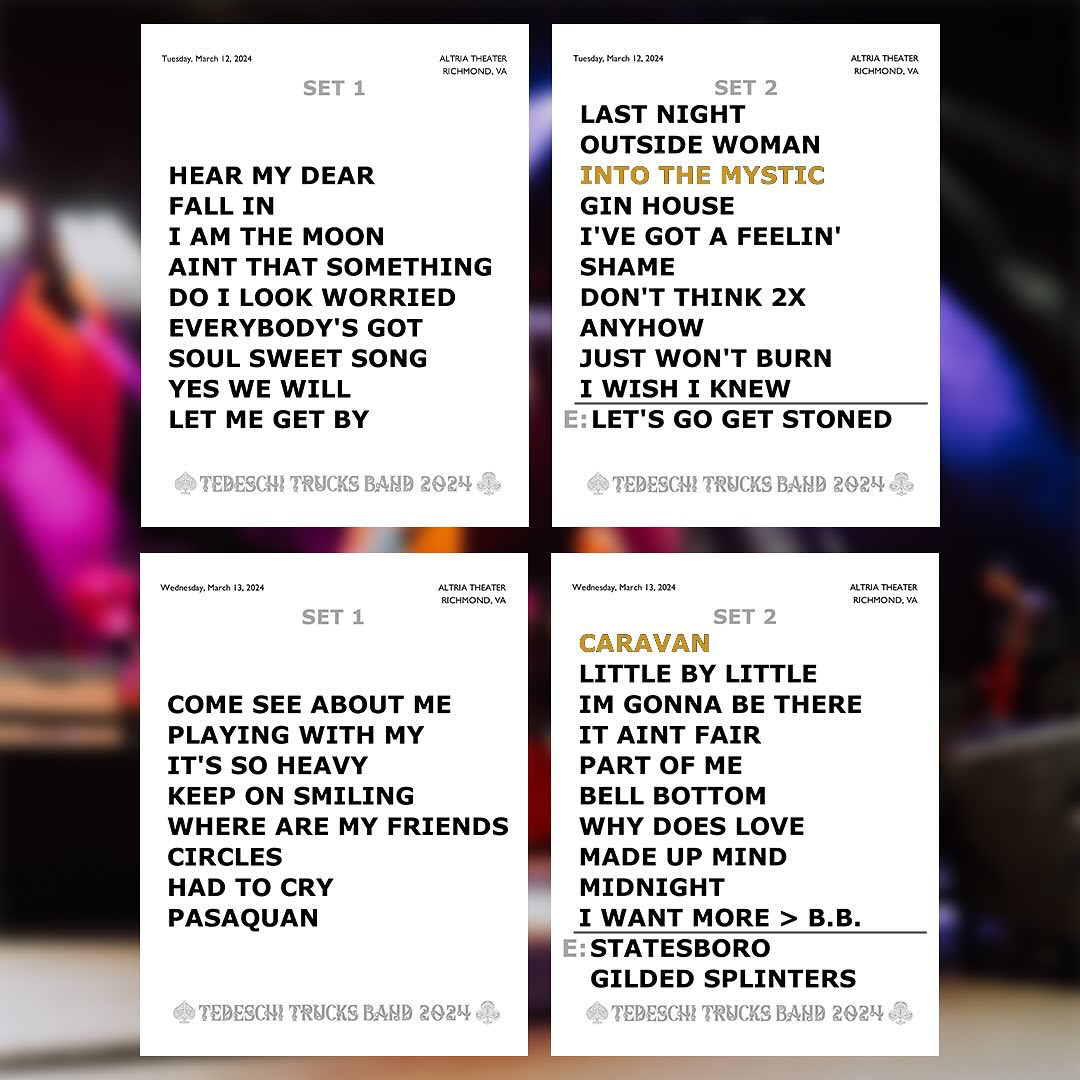 Tuesday, March 12, 2024
ALTRIA THEATER
RICHMOND, VA
SET 1
HEAR MY DEAR
FALL IN
I AM THE MOON
AINT THAT SOMETHING
DO I LOOK WORRIED
EVERYBODY'S GOT
SOUL SWEET SONG
YES WE WILL
LET ME GET BY
TEDESCHI TRUCKS BAND 2024
Tuesday, March 12, 2024
ALTRIA THEATER
RICHMOND, VA
SET 2
LAST NIGHT
OUTSIDE WOMAN
INTO THE MYSTIC
GIN HOUSE
I'VE GOT A FEELIN'
SHAME
DON'T THINK 2X
ANYHOW
JUST WON'T BURN
I WISH I KNEW
E: LET'S GO GET STONED
TEDESCHI TRUCKS BAND 2024
Wednesday, March 13, 2024
ALTRIA THEATER
RICHMOND, VA
SET 1
COME SEE ABOUT ME
PLAYING WITH MY
IT'S SO HEAVY
KEEP ON SMILING
WHERE ARE MY FRIENDS
CIRCLES
HAD TO CRY
PASAQUAN
TEDESCHI TRUCKS BAND 2024
Wednesday, March 13, 2024
ALTRIA THEATER
RICHMOND, VA
SET 2
CARAVAN
LITTLE BY LITTLE
IM GONNA BE THERE
IT AINT FAIR
PART OF ME
BELL BOTTOM
WHY DOES LOVE
MADE UP MIND
MIDNIGHT
I WANT MORE > B.B.
E: STATESBORO
GILDED SPLINTERS
TEDESCHI TRUCKS BAND 2024